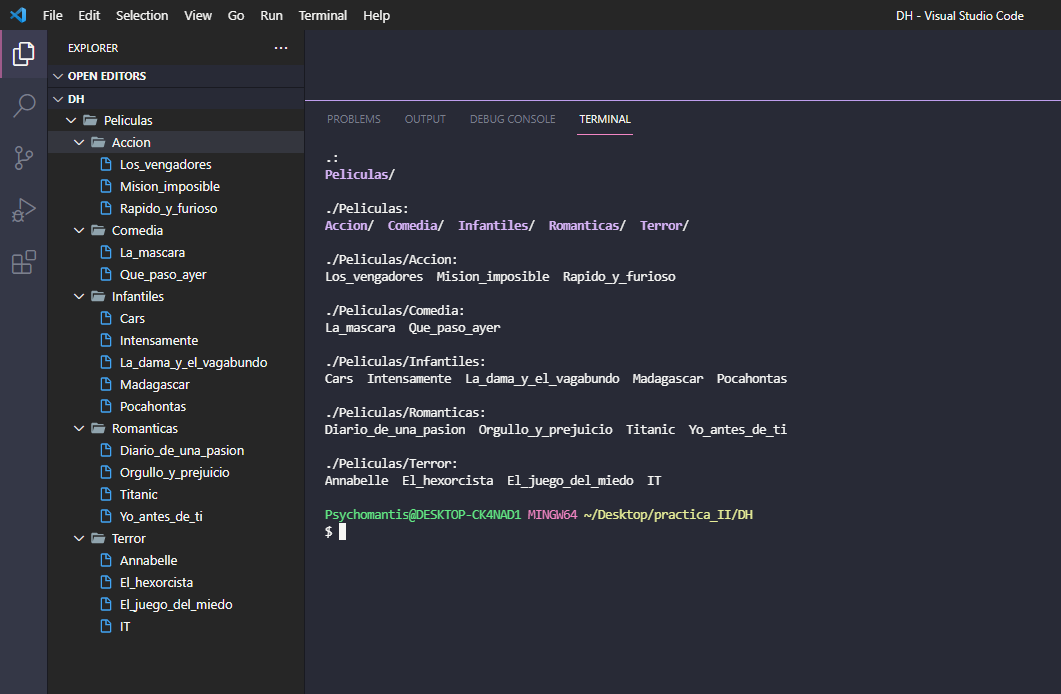 File Edit Selection View Go Run Terminal Help
DH - Visual Studio Code
EXPLORER
OPEN EDITORS
DH
Peliculas
Accion
Los_vengadores
Mision_imposible
Rapido_y_furioso
Comedia
La_mascara
Que_paso_ayer
Infantiles
Cars
Intensamente
La_dama_y_el_vagabundo
Madagascar
Pocahontas
Romanticas
Diario_de_una_pasion
Orgullo_y_prejuicio
Titanic
Yo_antes_de_ti
Terror
Annabelle
El_hexorcista
El_juego_del_miedo
IT
PROBLEMS OUTPUT DEBUG CONSOLE TERMINAL
.:
Peliculas/
./Peliculas:
Accion/ Comedia/ Infantiles/ Romanticas/ Terror/
./Peliculas/Accion:
Los_vengadores Mision_imposible Rapido_y_furioso
./Peliculas/Comedia:
La_mascara Que_paso_ayer
./Peliculas/Infantiles:
Cars Intensamente La_dama_y_el_vagabundo Madagascar Pocahontas
./Peliculas/Romanticas:
Diario_de_una_pasion Orgullo_y_prejuicio Titanic Yo_antes_de_ti
./Peliculas/Terror:
Annabelle El_hexorcista El_juego_del_miedo IT
Psychomantis@DESKTOP-CK4NAD1 MINGW64 ~/Desktop/practica_II/DH
$